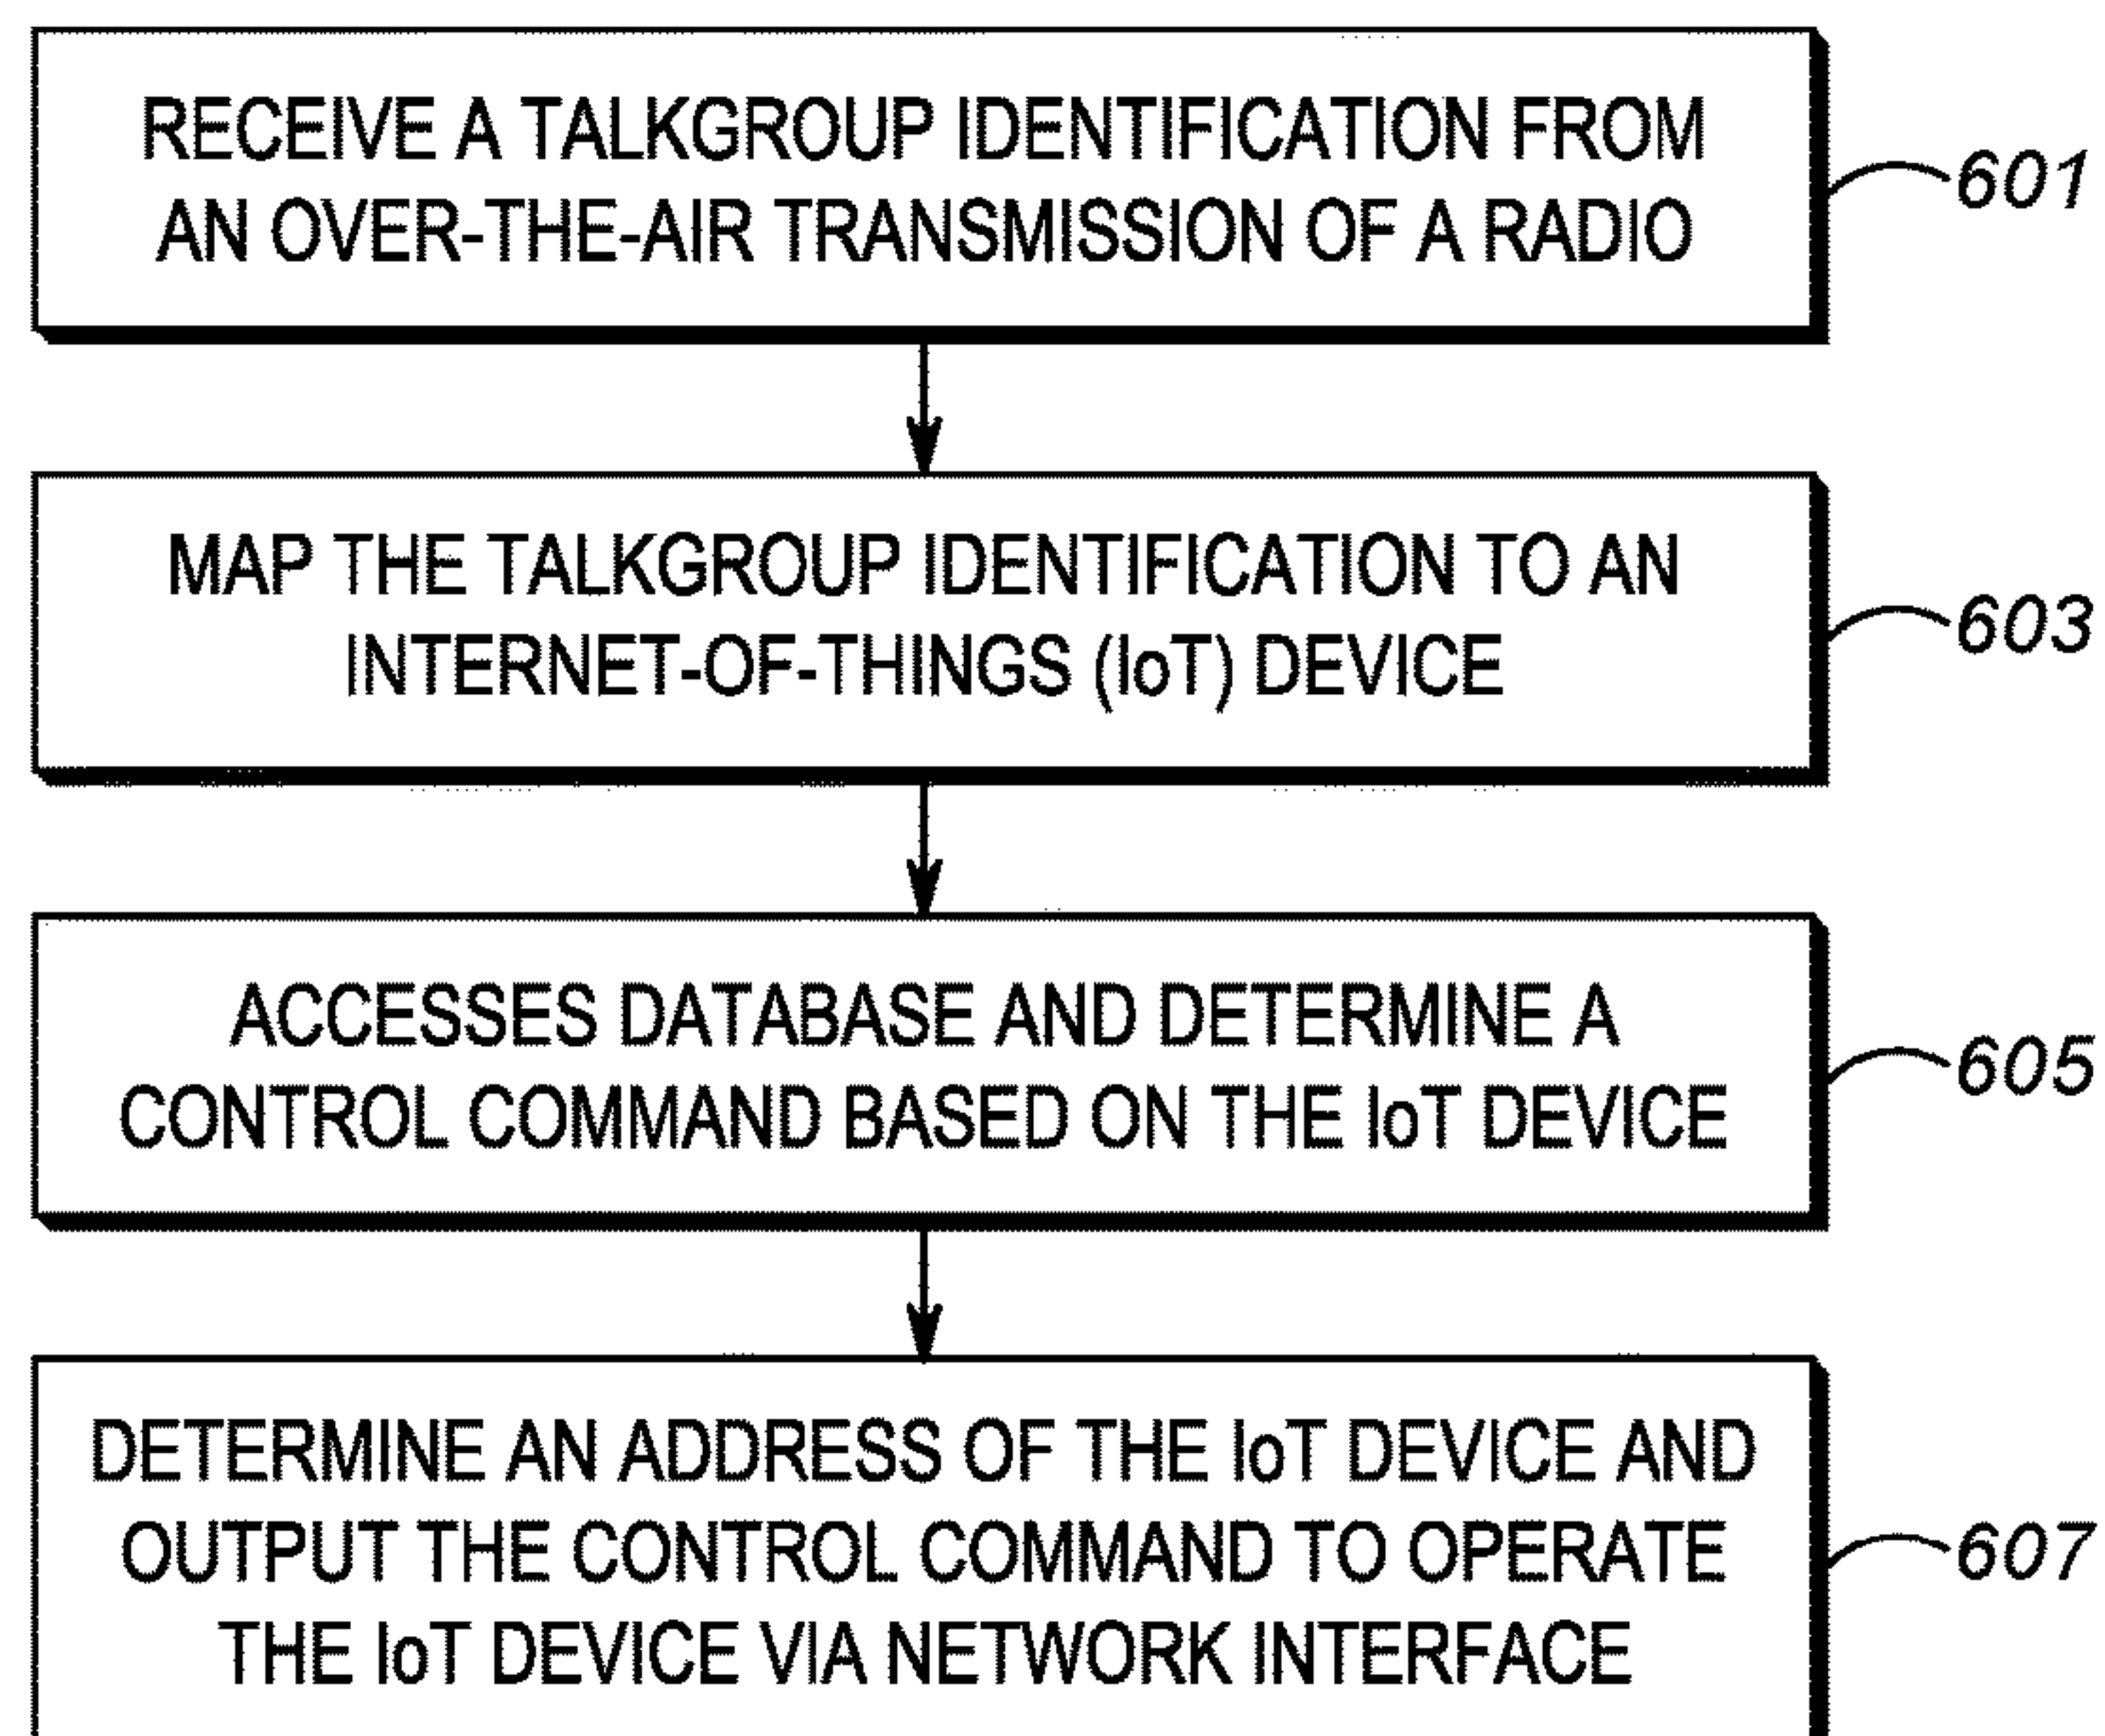 RECEIVE A TALKGROUP IDENTIFICATION FROM
AN OVER-THE-AIR TRANSMISSION OF A RADIO
601
MAP THE TALKGROUP IDENTIFICATION TO AN
INTERNET-OF-THINGS (IoT) DEVICE
603
ACCESSES DATABASE AND DETERMINE A
CONTROL COMMAND BASED ON THE IoT DEVICE
605
DETERMINE AN ADDRESS OF THE IoT DEVICE AND
OUTPUT THE CONTROL COMMAND TO OPERATE
THE IoT DEVICE VIA NETWORK INTERFACE
607